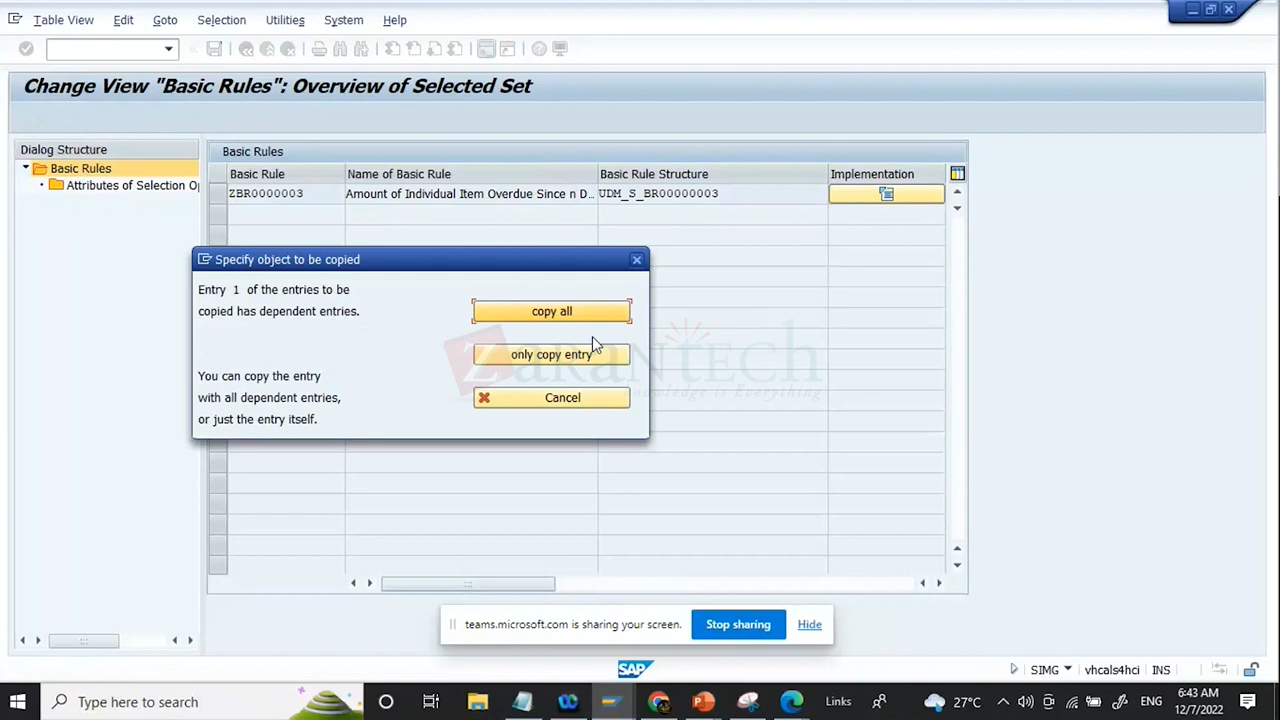 Table View Edit Goto Selection Utilities System Help
Change View "Basic Rules": Overview of Selected Set
Dialog Structure
Basic Rules
Attributes of Selection Op
Basic Rules
Basic Rule Name of Basic Rule Basic Rule Structure Implementation
ZBR0000003 Amount of Individual Item Overdue Since n D... UDM_S_BR00000003
Specify object to be copied
Entry 1 of the entries to be
copied has dependent entries.
copy all
only copy entry
You can copy the entry
with all dependent entries,
or just the entry itself.
Cancel
ZaranTech
Knowledge is Everything
teams.microsoft.com is sharing your screen. Stop sharing Hide
SAP
SIMG vhcals4hci INS
Type here to search
Links
27°C
ENG
6:43 AM
12/7/2022